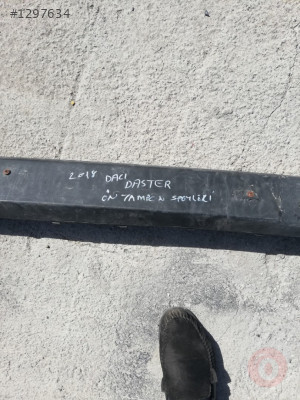 #1297634
2018 DACI
DASTER
ÖN TAMPON SPOYLERİ